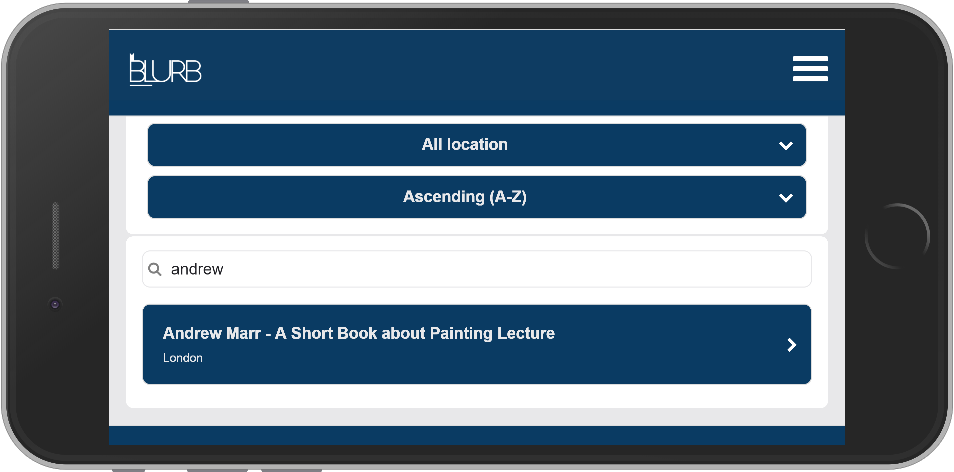 BLURB
All location
Ascending (A-Z)
andrew
Andrew Marr - A Short Book about Painting Lecture
London